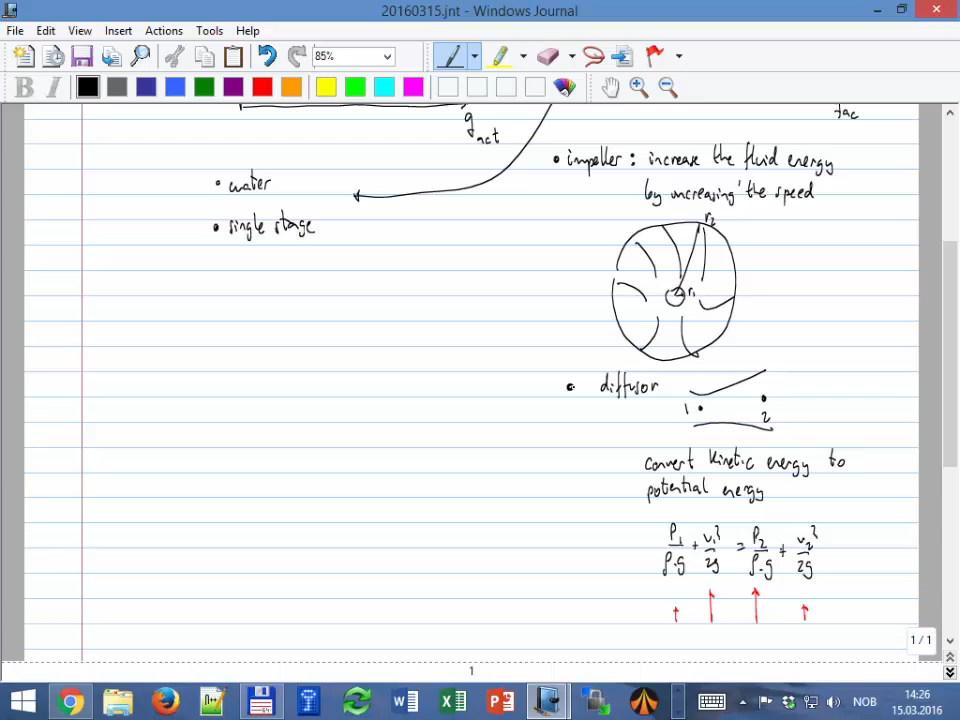 20160315.jnt - Windows Journal
File Edit View Insert Actions Tools Help
85%
B I
q act
fac
• impeller : increase the fluid energy
by increasing the speed
• water
• single stage
r2
r1
• diffusor
1
2
convert kinetic energy to
potential energy
P1/ρ·g + v1²/2g = P2/ρ·g + v2²/2g
1 / 1
1
NOB
14:26
15.03.2016